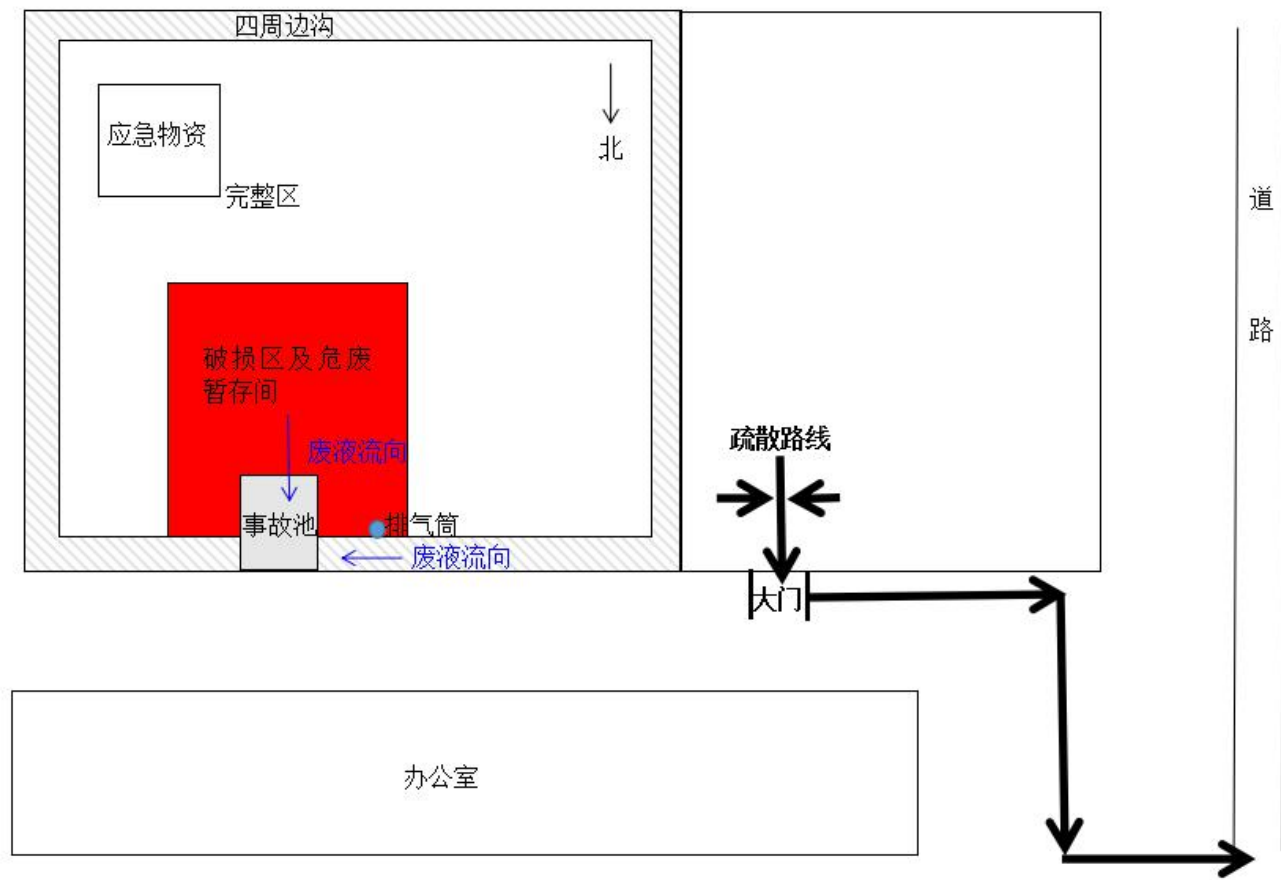 四周边沟
应急物资
北
完整区
道
路
破损区及危废
暂存间
疏散路线
废液流向
事故池
排气筒
废液流向
大门
办公室